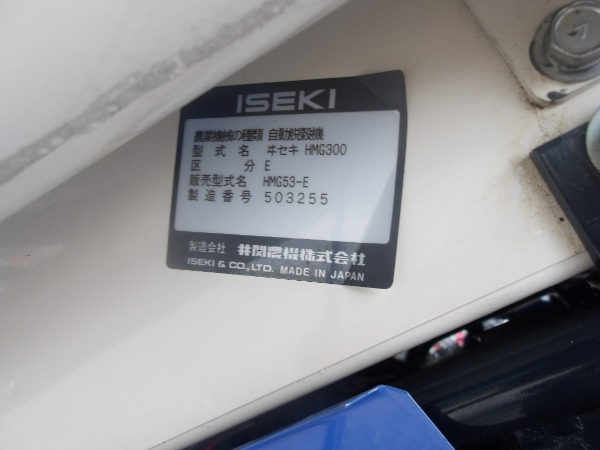 ISEKI
農業機械の種類 自動脱穀機
型式名 ヰセキ HMG300
区分 E
販売型式名 HMG53-E
製造番号 503255
製造会社 井関農機株式会社
ISEKI & CO., LTD. MADE IN JAPAN